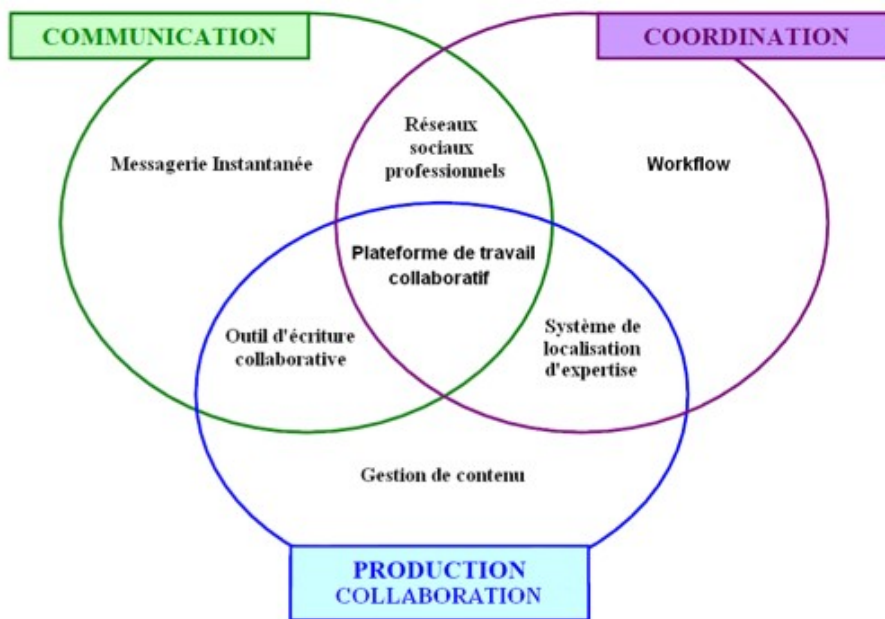 COMMUNICATION
COORDINATION
Réseaux
sociaux
professionnels
Messagerie Instantanée
Workflow
Plateforme de travail
collaboratif
Outil d'écriture
collaborative
Système de
localisation
d'expertise
Gestion de contenu
PRODUCTION
COLLABORATION